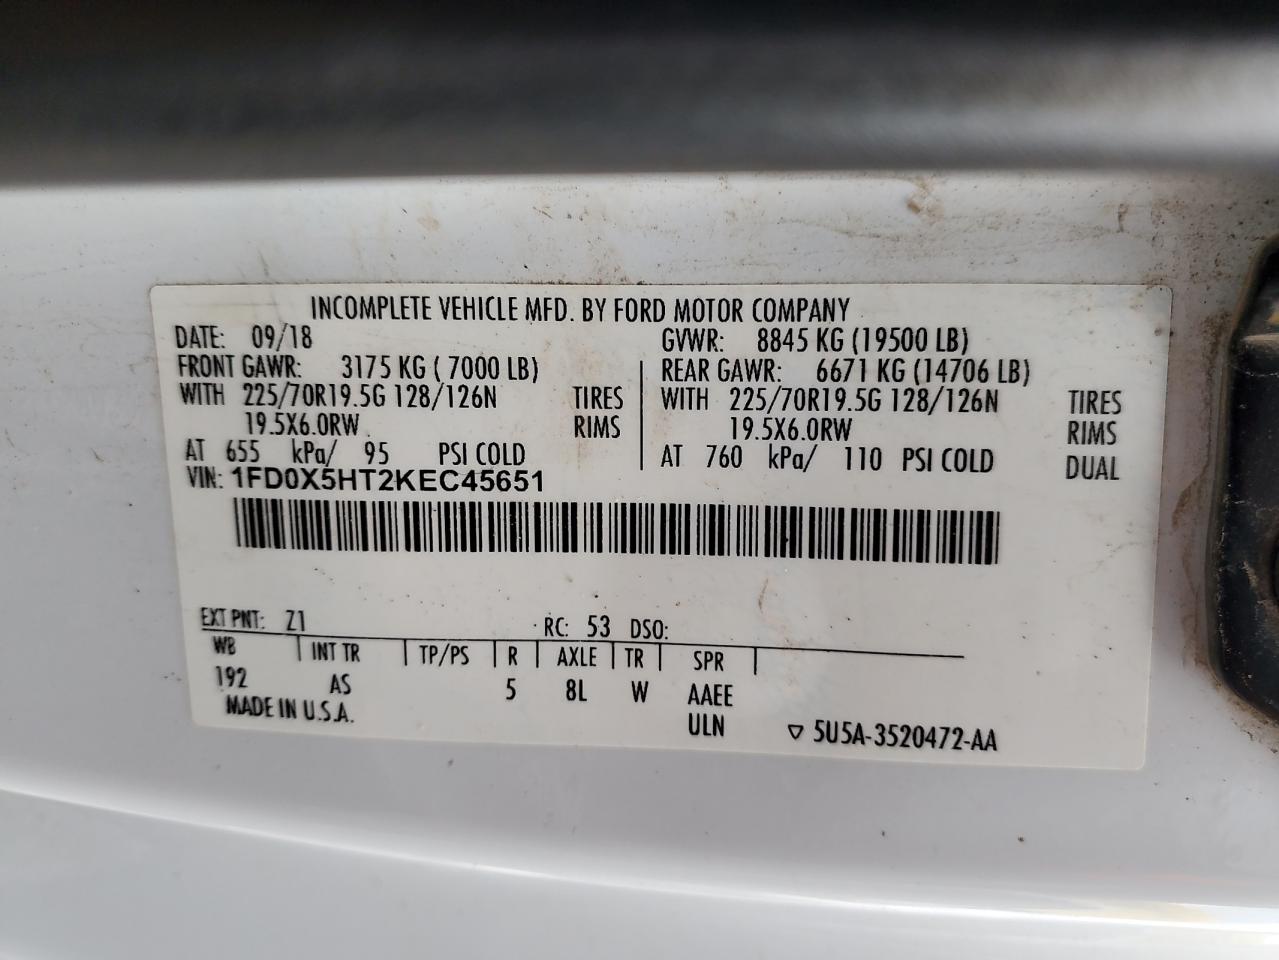 INCOMPLETE VEHICLE MFD. BY FORD MOTOR COMPANY
DATE: 09/18 GVWR: 8845 KG (19500 LB)
FRONT GAWR: 3175 KG ( 7000 LB) REAR GAWR: 6671 KG (14706 LB)
WITH 225/70R19.5G 128/126N TIRES WITH 225/70R19.5G 128/126N TIRES
19.5X6.0RW RIMS 19.5X6.0RW RIMS
AT 655 kPa/ 95 PSI COLD AT 760 kPa/ 110 PSI COLD DUAL
VIN: 1FD0X5HT2KEC45651
EXT PNT: Z1 RC: 53 DSO:
WB INT TR TP/PS R AXLE TR SPR
192 AS 5 8L W AAEE
MADE IN U.S.A. ULN ▽ 5U5A-3520472-AA